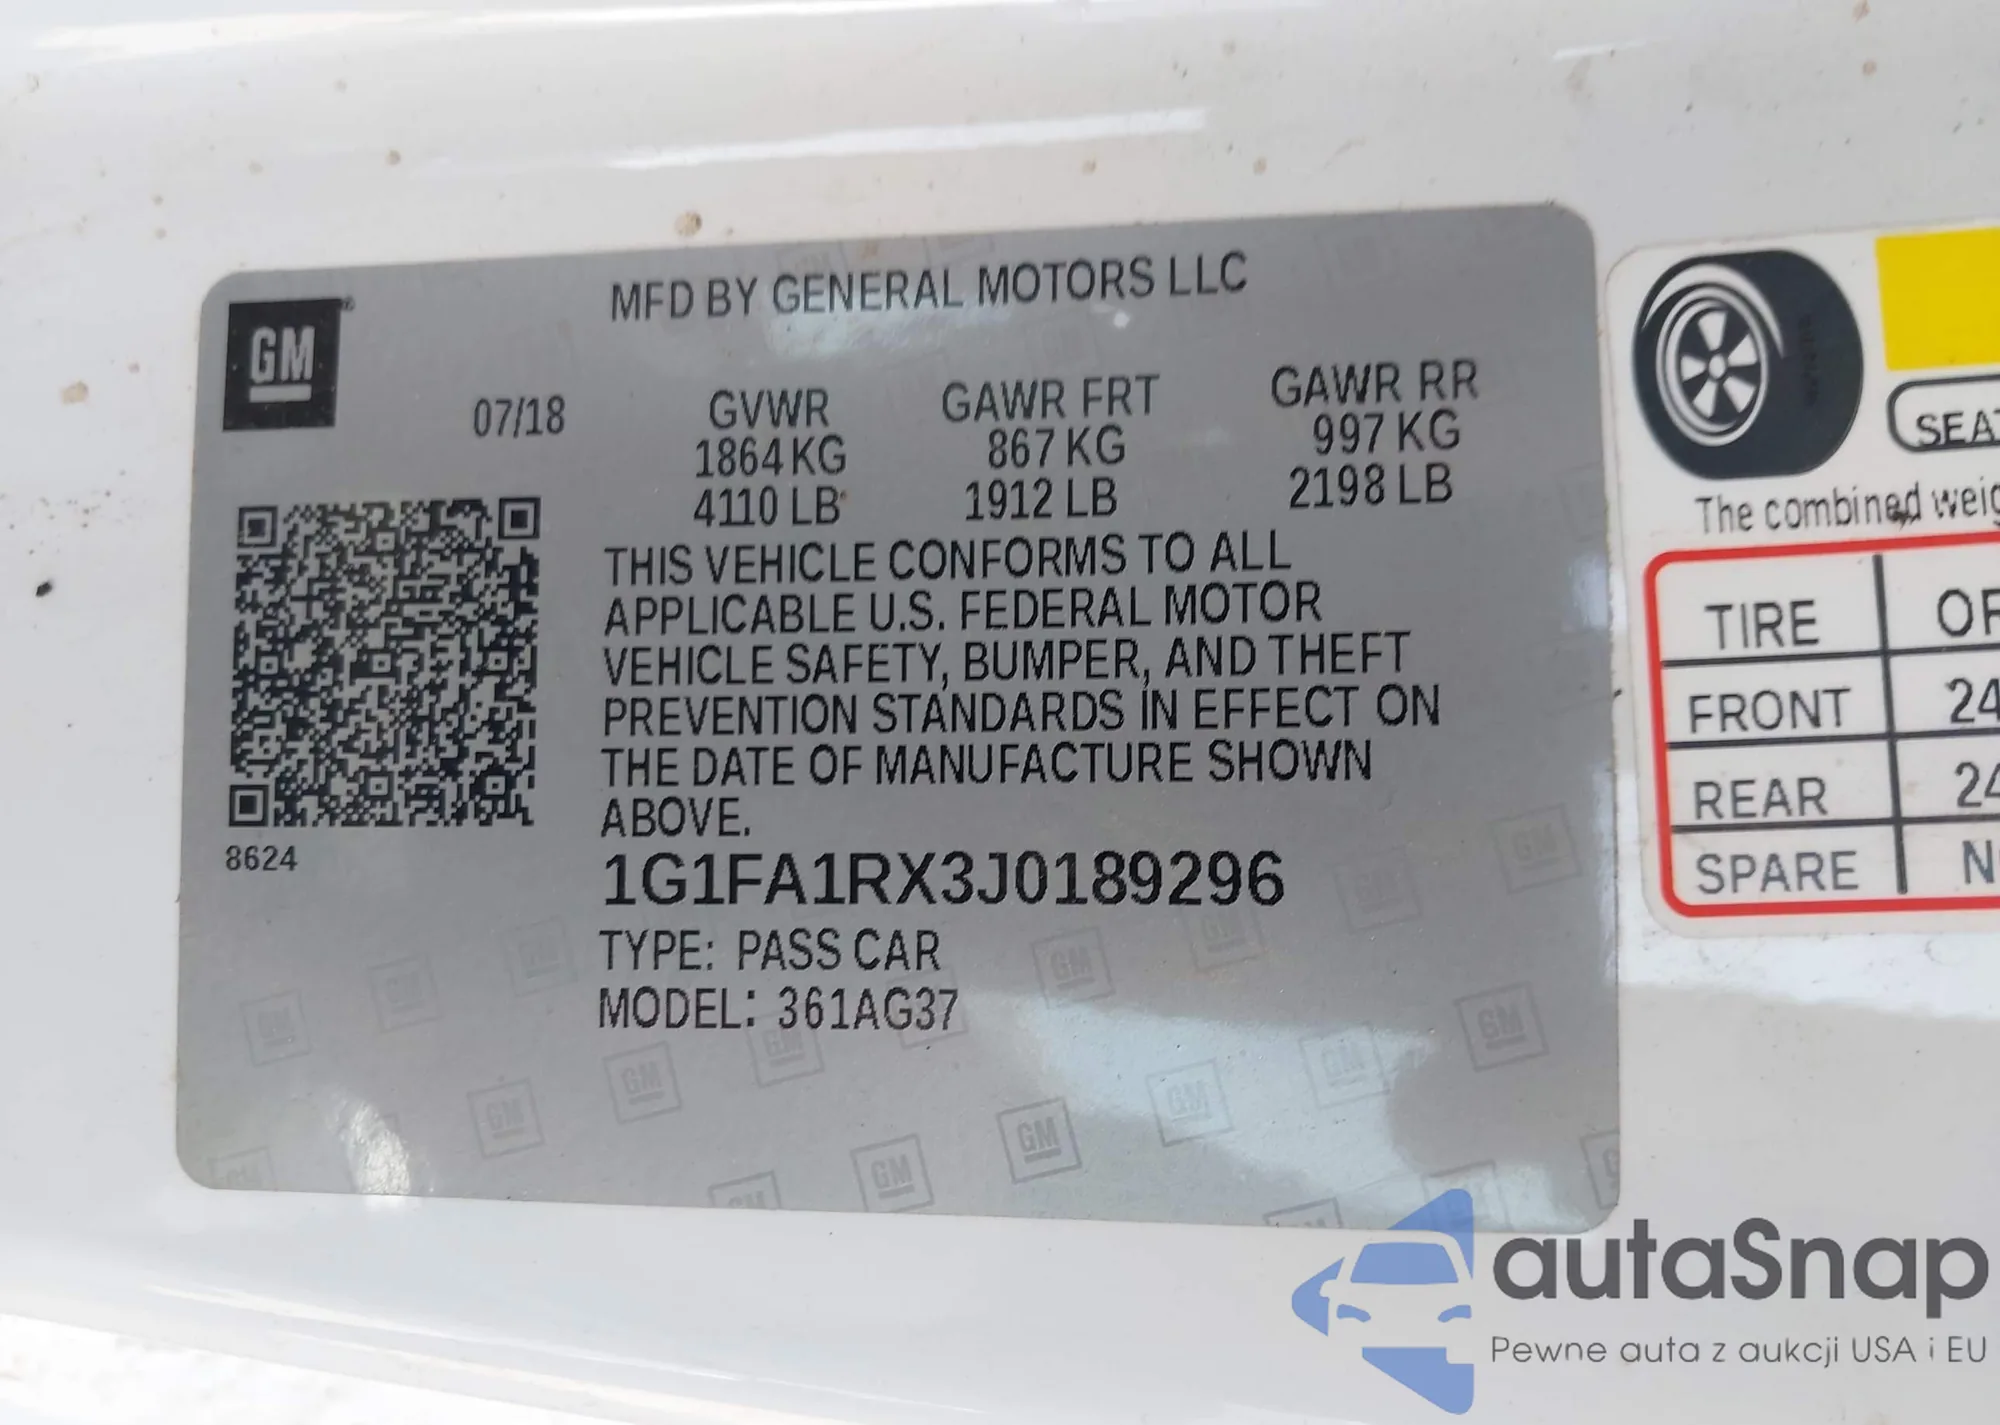 MFD BY GENERAL MOTORS LLC
GM
07/18
GVWR
1864 KG
4110 LB
GAWR FRT
867 KG
1912 LB
GAWR RR
997 KG
2198 LB
THIS VEHICLE CONFORMS TO ALL
APPLICABLE U.S. FEDERAL MOTOR
VEHICLE SAFETY, BUMPER, AND THEFT
PREVENTION STANDARDS IN EFFECT ON
THE DATE OF MANUFACTURE SHOWN
ABOVE.
8624
1G1FA1RX3J0189296
TYPE: PASS CAR
MODEL: 361AG37
The combined
TIRE
FRONT
REAR
SPARE
autaSnap
Pewne auta z aukcji USA i EU